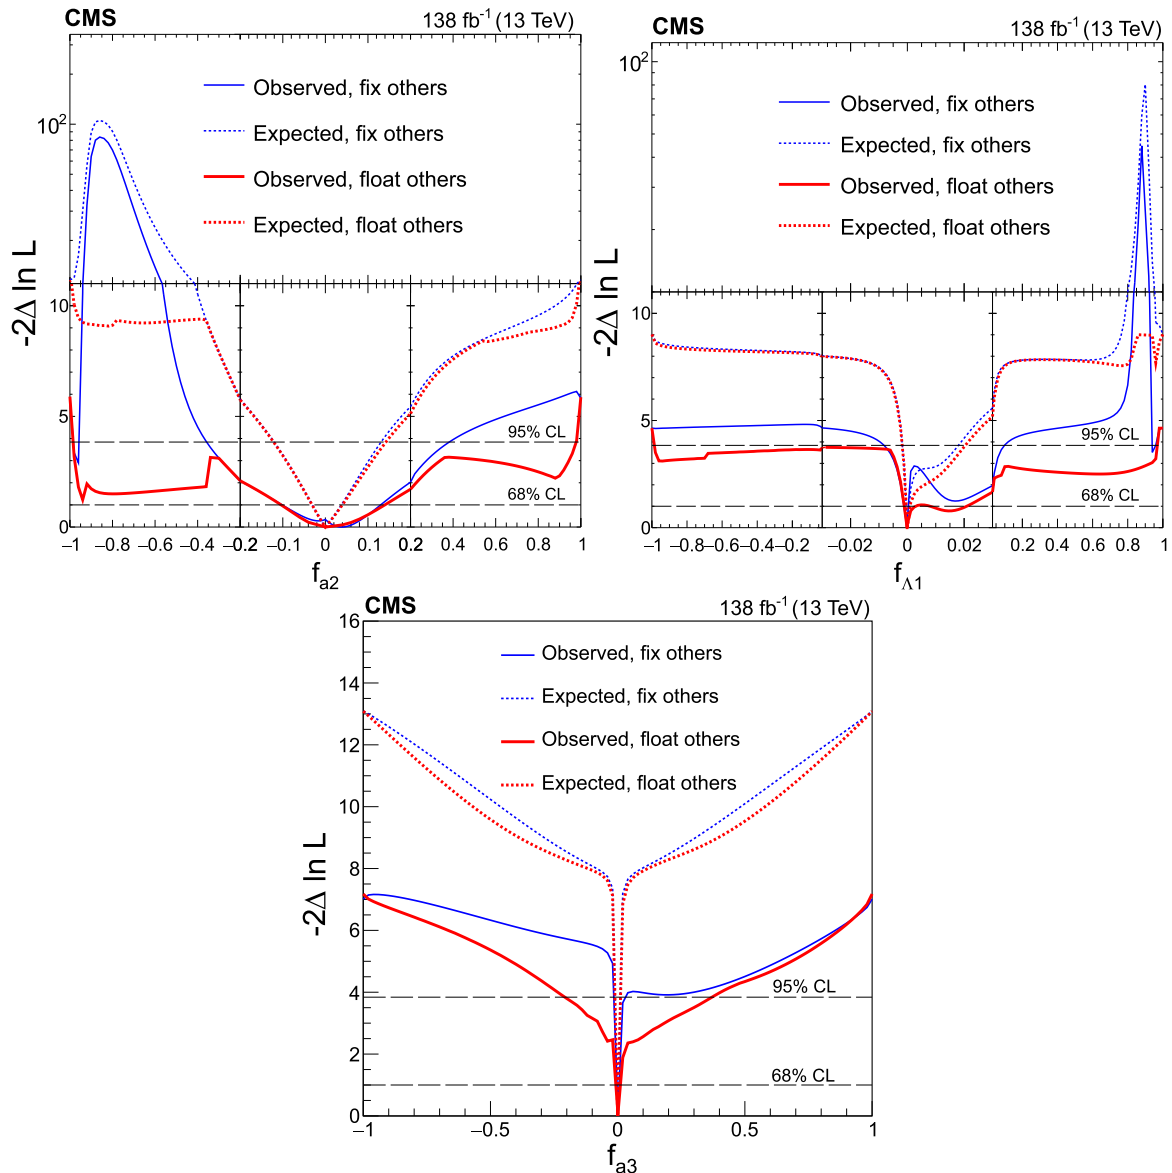 CMS 138 fb⁻¹ (13 TeV)
10²
Observed, fix others
Expected, fix others
Observed, float others
Expected, float others
-2Δ ln L
10
5
0
95% CL
68% CL
−1 −0.8 −0.6 −0.4 −0.2 −0.1 0 0.1 0.2 0.4 0.6 0.8 1
f_a2
CMS 138 fb⁻¹ (13 TeV)
10²
Observed, fix others
Expected, fix others
Observed, float others
Expected, float others
-2Δ ln L
10
5
0
95% CL
68% CL
−1 −0.8 −0.6 −0.4 −0.2 −0.02 0 0.02 0.2 0.4 0.6 0.8 1
f_Λ1
CMS 138 fb⁻¹ (13 TeV)
16
14
12
10
8
6
4
2
0
Observed, fix others
Expected, fix others
Observed, float others
Expected, float others
-2Δ ln L
95% CL
68% CL
−1 −0.5 0 0.5 1
f_a3